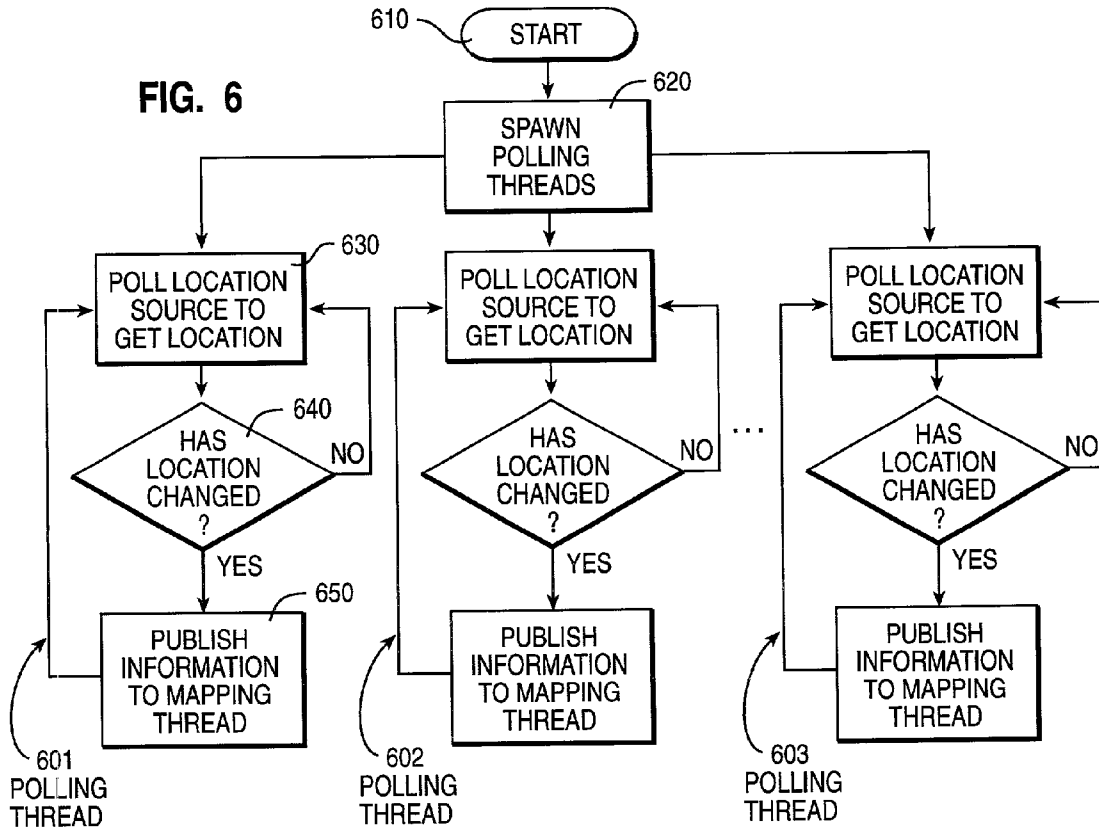 610
START
FIG. 6
620
SPAWN
POLLING
THREADS
630
POLL LOCATION
SOURCE TO
GET LOCATION
640
HAS
LOCATION
CHANGED
?
NO
YES
650
PUBLISH
INFORMATION
TO MAPPING
THREAD
601
POLLING
THREAD
POLL LOCATION
SOURCE TO
GET LOCATION
HAS
LOCATION
CHANGED
?
NO
YES
PUBLISH
INFORMATION
TO MAPPING
THREAD
602
POLLING
THREAD
...
POLL LOCATION
SOURCE TO
GET LOCATION
HAS
LOCATION
CHANGED
?
NO
YES
PUBLISH
INFORMATION
TO MAPPING
THREAD
603
POLLING
THREAD